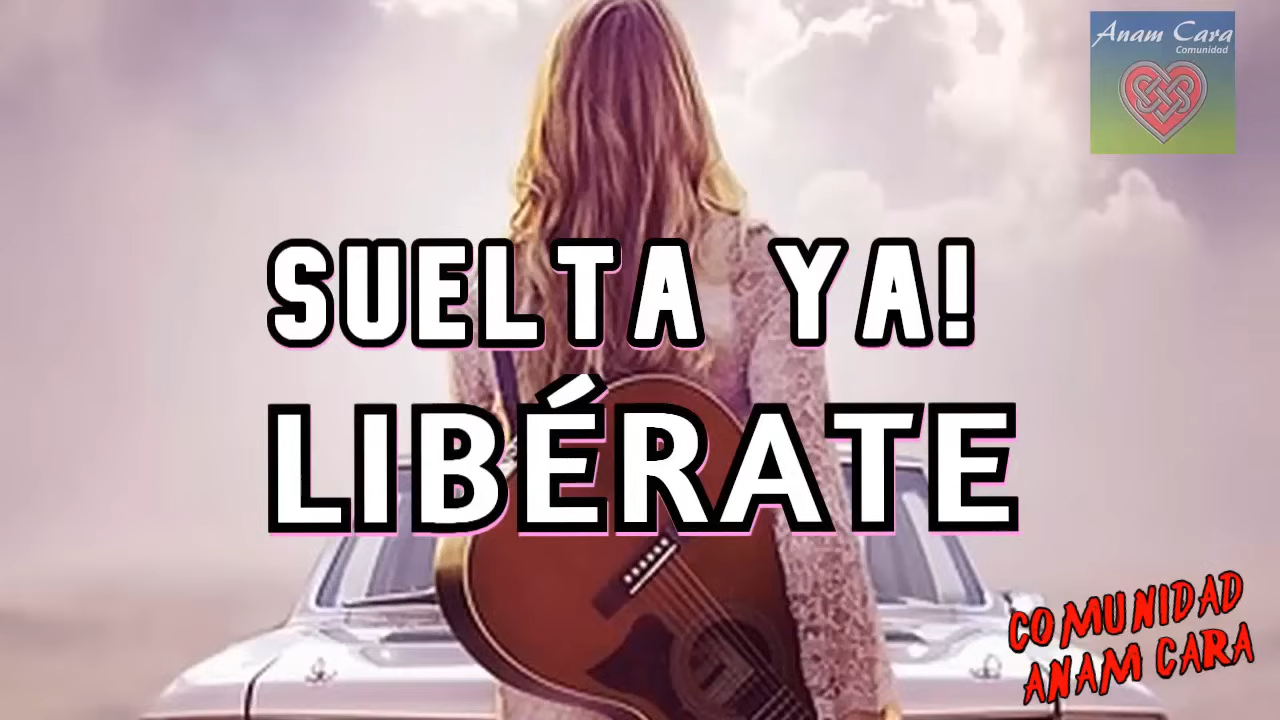 Anam Cara
Comunidad
SUELTA YA!
LIBÉRATE
COMUNIDAD
ANAM CARA